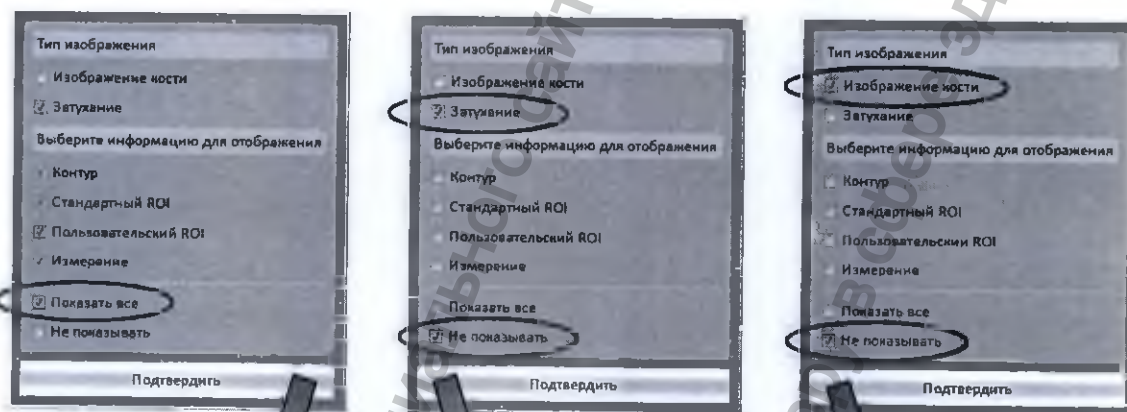 Тип изображения
Изображение кости
Затухание
Выберите информацию для отображения
Контур
Стандартный ROI
Пользовательский ROI
Измерение
Показать все
Не показывать
Подтвердить
Тип изображения
Изображение кости
Затухание
Выберите информацию для отображения
Контур
Стандартный ROI
Пользовательский ROI
Измерение
Показать все
Не показывать
Подтвердить
Тип изображения
Изображение кости
Затухание
Выберите информацию для отображения
Контур
Стандартный ROI
Пользовательский ROI
Измерение
Показать все
Не показывать
Подтвердить